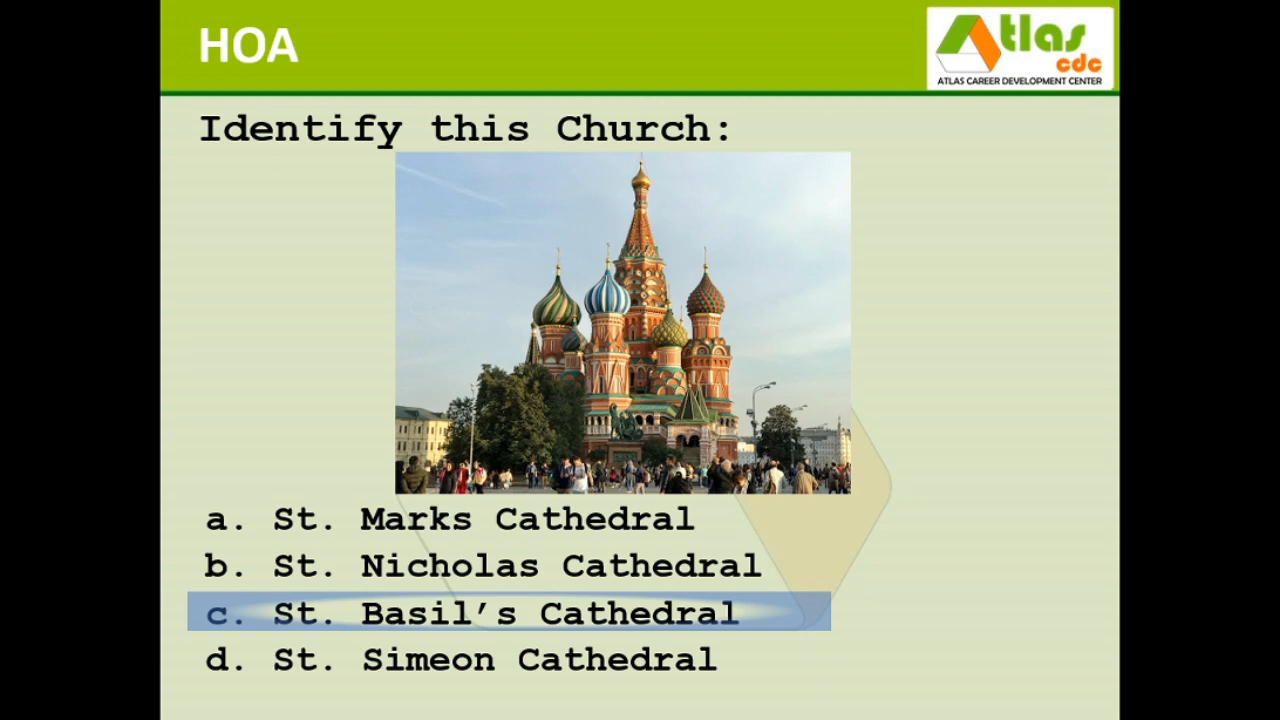 HOA
Atlas
cdc
ATLAS CAREER DEVELOPMENT CENTER
Identify this Church:
a. St. Marks Cathedral
b. St. Nicholas Cathedral
c. St. Basil’s Cathedral
d. St. Simeon Cathedral